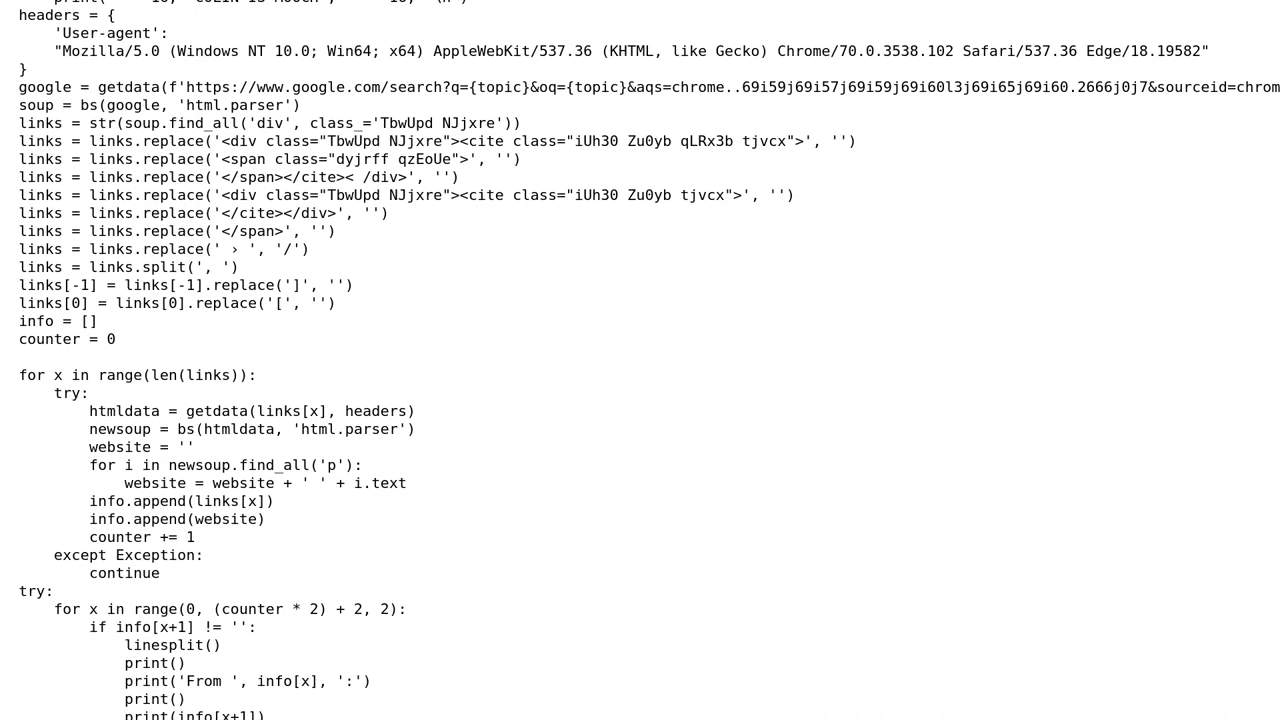 headers = {
    'User-agent':
    "Mozilla/5.0 (Windows NT 10.0; Win64; x64) AppleWebKit/537.36 (KHTML, like Gecko) Chrome/70.0.3538.102 Safari/537.36 Edge/18.19582"
}
google = getdata(f'https://www.google.com/search?q={topic}&oq={topic}&aqs=chrome..69i59j69i57j69i59j69i60l3j69i65j69i60.2666j0j7&sourceid=chrom
soup = bs(google, 'html.parser')
links = str(soup.find_all('div', class_='TbwUpd NJjxre'))
links = links.replace('<div class="TbwUpd NJjxre"><cite class="iUh30 Zu0yb qLRx3b tjvcx">', '')
links = links.replace('<span class="dyjrff qzEoUe">', '')
links = links.replace('</span></cite>< /div>', '')
links = links.replace('<div class="TbwUpd NJjxre"><cite class="iUh30 Zu0yb tjvcx">', '')
links = links.replace('</cite></div>', '')
links = links.replace('</span>', '')
links = links.replace(' › ', '/')
links = links.split(', ')
links[-1] = links[-1].replace(']', '')
links[0] = links[0].replace('[', '')
info = []
counter = 0

for x in range(len(links)):
    try:
        htmldata = getdata(links[x], headers)
        newsoup = bs(htmldata, 'html.parser')
        website = ''
        for i in newsoup.find_all('p'):
            website = website + ' ' + i.text
        info.append(links[x])
        info.append(website)
        counter += 1
    except Exception:
        continue
try:
    for x in range(0, (counter * 2) + 2, 2):
        if info[x+1] != '':
            linesplit()
            print()
            print('From ', info[x], ':')
            print()
            print(info[x+1])